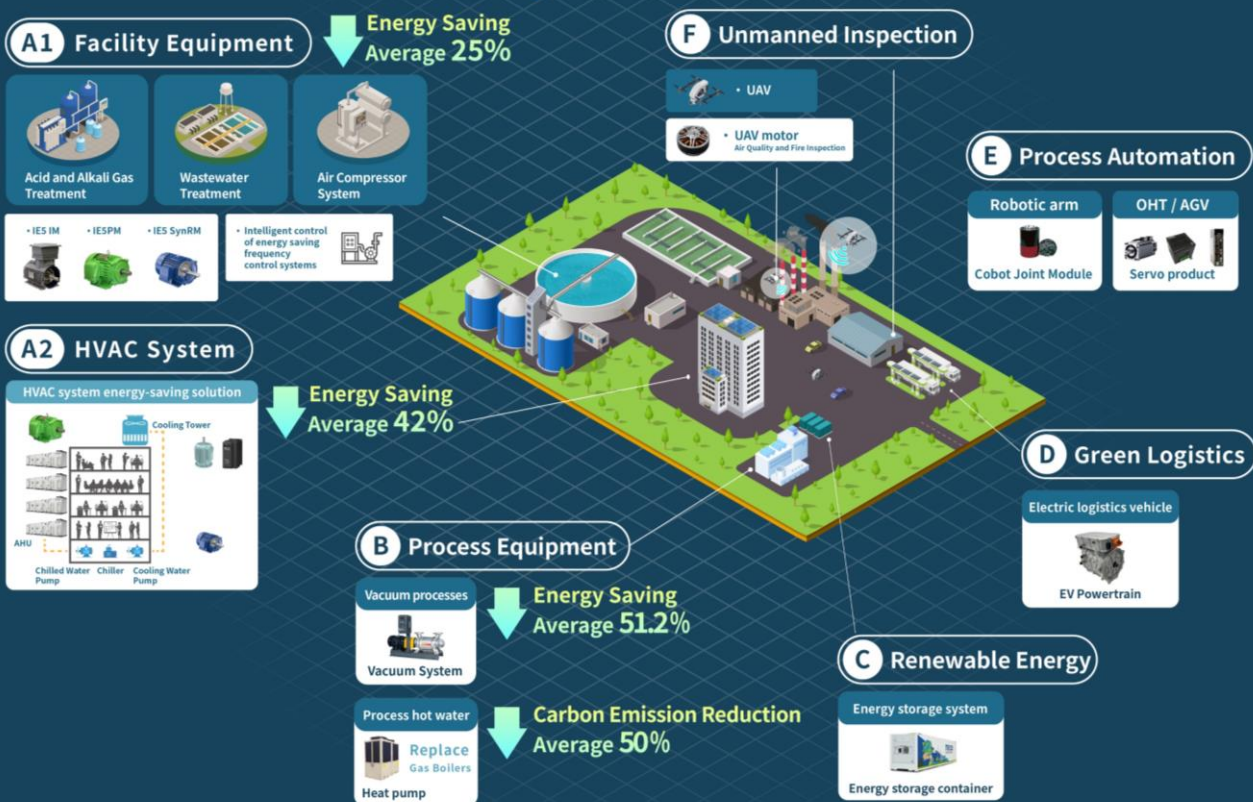 A1 Facility Equipment
Energy Saving
Average 25%
Acid and Alkali Gas
Treatment
Wastewater
Treatment
Air Compressor
System
• IE5 IM
• IE5PM
• IE5 SynRM
• Intelligent control
of energy saving
frequency
control systems
A2 HVAC System
HVAC system energy-saving solution
Cooling Tower
AHU
Chilled Water
Pump
Chiller
Cooling Water
Pump
Energy Saving
Average 42%
B Process Equipment
Vacuum processes
Vacuum System
Energy Saving
Average 51.2%
Process hot water
Replace
Gas Boilers
Heat pump
Carbon Emission Reduction
Average 50%
F Unmanned Inspection
• UAV
• UAV motor
Air Quality and Fire Inspection
E Process Automation
Robotic arm
Cobot Joint Module
OHT / AGV
Servo product
D Green Logistics
Electric logistics vehicle
EV Powertrain
C Renewable Energy
Energy storage system
Energy storage container